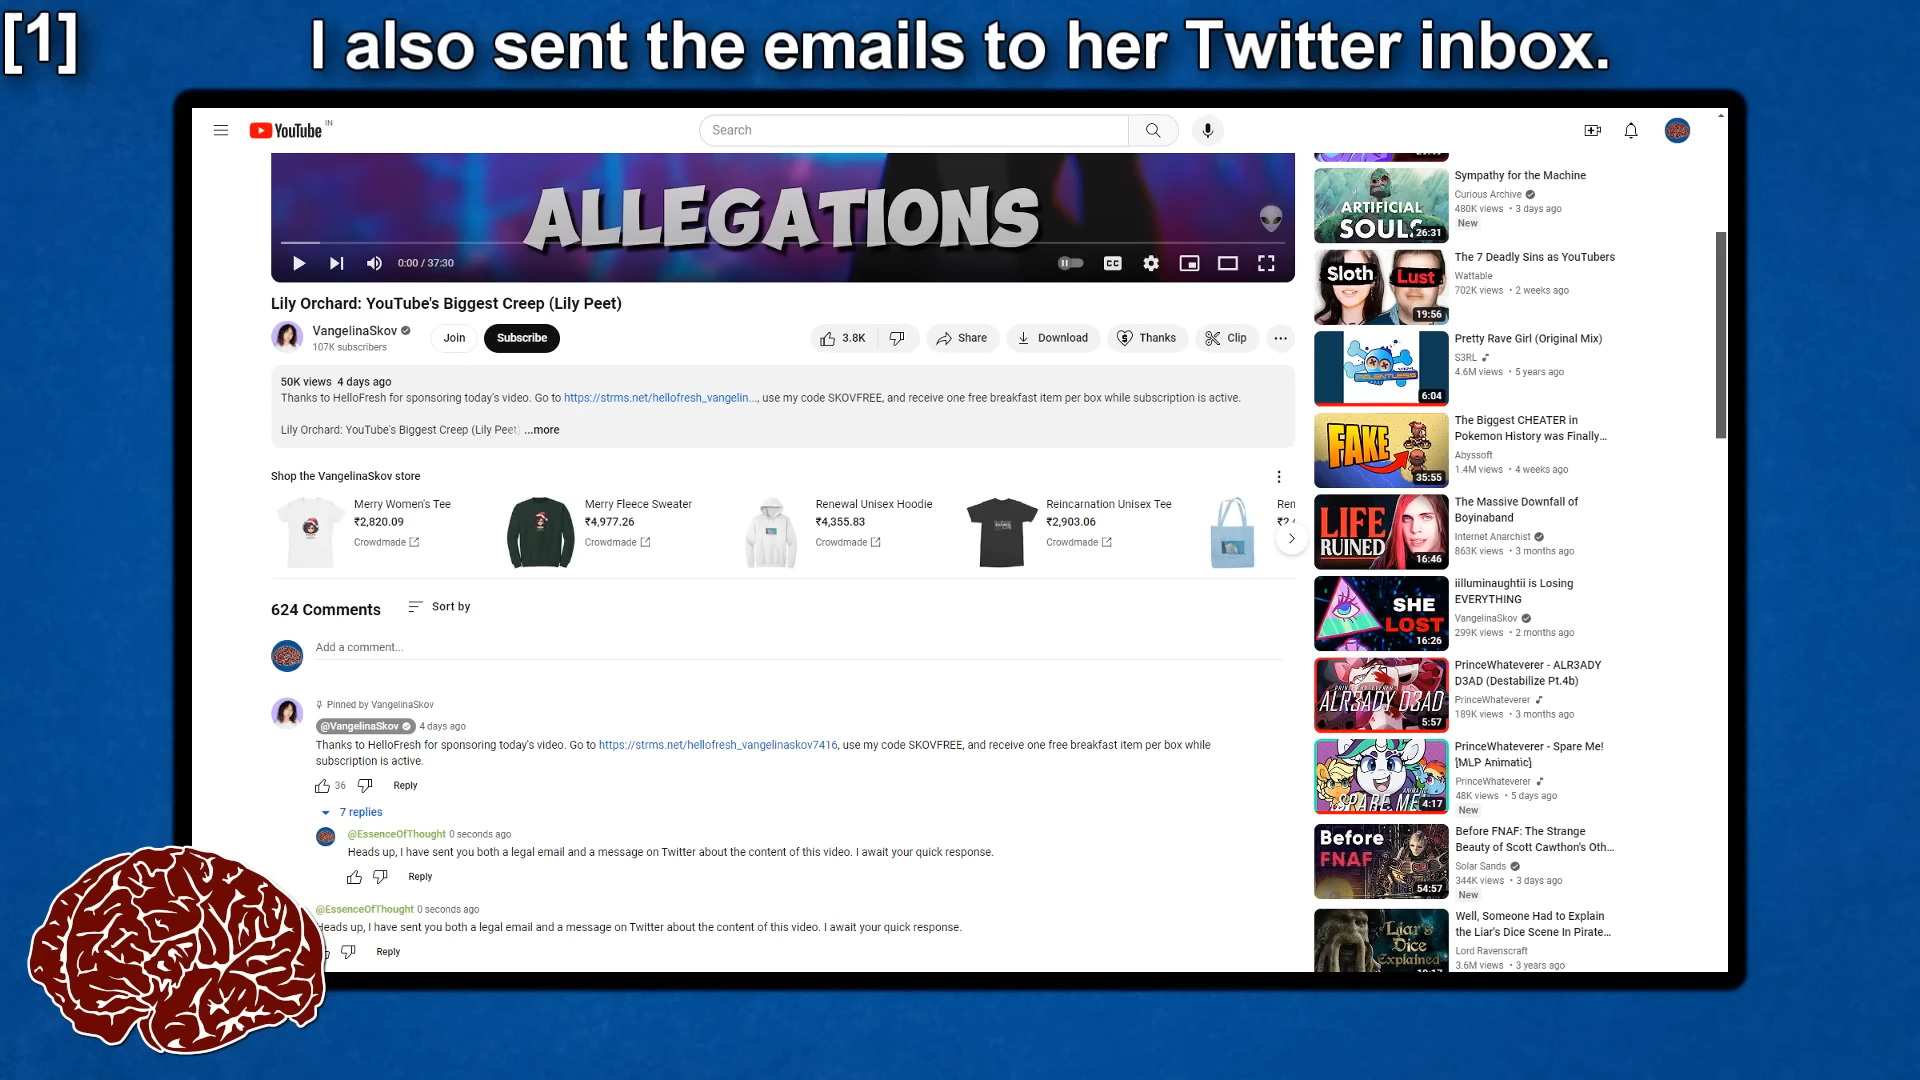 [1]
I also sent the emails to her Twitter inbox.
YouTube IN
Search
ALLEGATIONS
0:00 / 37:30
CC
Lily Orchard: YouTube's Biggest Creep (Lily Peet)
VangelinaSkov
107K subscribers
Join
Subscribe
3.8K
Share
Download
Thanks
Clip
50K views 4 days ago
Thanks to HelloFresh for sponsoring today's video. Go to https://strms.net/hellofresh_vangelin..., use my code SKOVFREE, and receive one free breakfast item per box while subscription is active.
Lily Orchard: YouTube's Biggest Creep (Lily Peet) ...more
Shop the VangelinaSkov store
Merry Women's Tee
₹2,820.09
Crowdmade
Merry Fleece Sweater
₹4,977.26
Crowdmade
Renewal Unisex Hoodie
₹4,355.83
Crowdmade
Reincarnation Unisex Tee
₹2,903.06
Crowdmade
624 Comments
Sort by
Add a comment...
Pinned by VangelinaSkov
@VangelinaSkov 4 days ago
Thanks to HelloFresh for sponsoring today's video. Go to https://strms.net/hellofresh_vangelinaskov7416, use my code SKOVFREE, and receive one free breakfast item per box while
subscription is active.
36
Reply
7 replies
@EssenceOfThought 0 seconds ago
Heads up, I have sent you both a legal email and a message on Twitter about the content of this video. I await your quick response.
Reply
@EssenceOfThought 0 seconds ago
Heads up, I have sent you both a legal email and a message on Twitter about the content of this video. I await your quick response.
Reply
ARTIFICIAL
SOULS
26:31
Sympathy for the Machine
Curious Archive
480K views • 3 days ago
New
Sloth
Lust
19:56
The 7 Deadly Sins as YouTubers
Wattable
702K views • 2 weeks ago
RELENTLESS
6:04
Pretty Rave Girl (Original Mix)
S3RL
4.6M views • 5 years ago
FAKE
35:55
The Biggest CHEATER in
Pokemon History was Finally...
Abyssoft
1.4M views • 4 weeks ago
LIFE
RUINED
16:46
The Massive Downfall of
Boyinaband
Internet Anarchist
863K views • 3 months ago
SHE
LOST
16:26
iilluminaughtii is Losing
EVERYTHING
VangelinaSkov
299K views • 2 months ago
ALR3ADY D3AD
5:57
PrinceWhateverer - ALR3ADY
D3AD (Destabilize Pt.4b)
PrinceWhateverer
189K views • 3 months ago
ANIMATIC
SPARE ME
4:17
PrinceWhateverer - Spare Me!
[MLP Animatic]
PrinceWhateverer
48K views • 5 days ago
New
Before
FNAF
54:57
Before FNAF: The Strange
Beauty of Scott Cawthon's Oth...
Solar Sands
344K views • 3 days ago
New
Liar's
Dice
Explained
Well, Someone Had to Explain
the Liar's Dice Scene In Pirate...
Lord Ravenscraft
3.6M views • 3 years ago